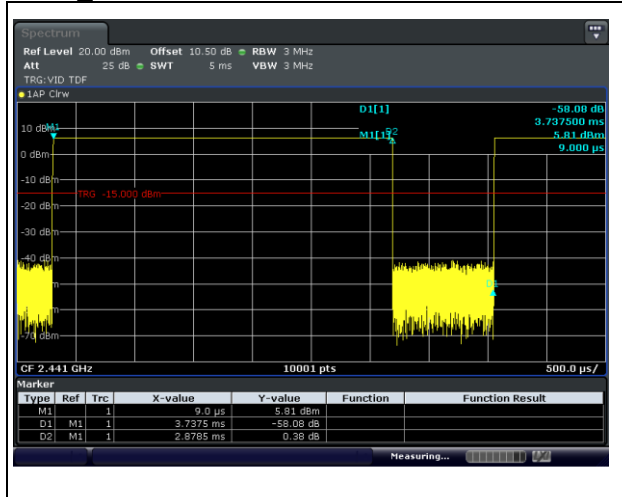 Spectrum
Ref Level 20.00 dBm Offset 10.50 dB RBW 3 MHz
Att 25 dB SWT 5 ms VBW 3 MHz
TRG:VID TDF
1AP Clrw
D1[1] -58.08 dB
3.737500 ms
M1[1] 5.81 dBm
9.000 µs
10 dBm
M1
D2
0 dBm
-10 dBm
TRG -15.000 dBm
-20 dBm
-30 dBm
-40 dBm
D1
-70 dBm
CF 2.441 GHz 10001 pts 500.0 µs/
Marker
Type Ref Trc X-value Y-value Function Function Result
M1 1 9.0 µs 5.81 dBm
D1 M1 1 3.7375 ms -58.08 dB
D2 M1 1 2.8785 ms 0.38 dB
Measuring...